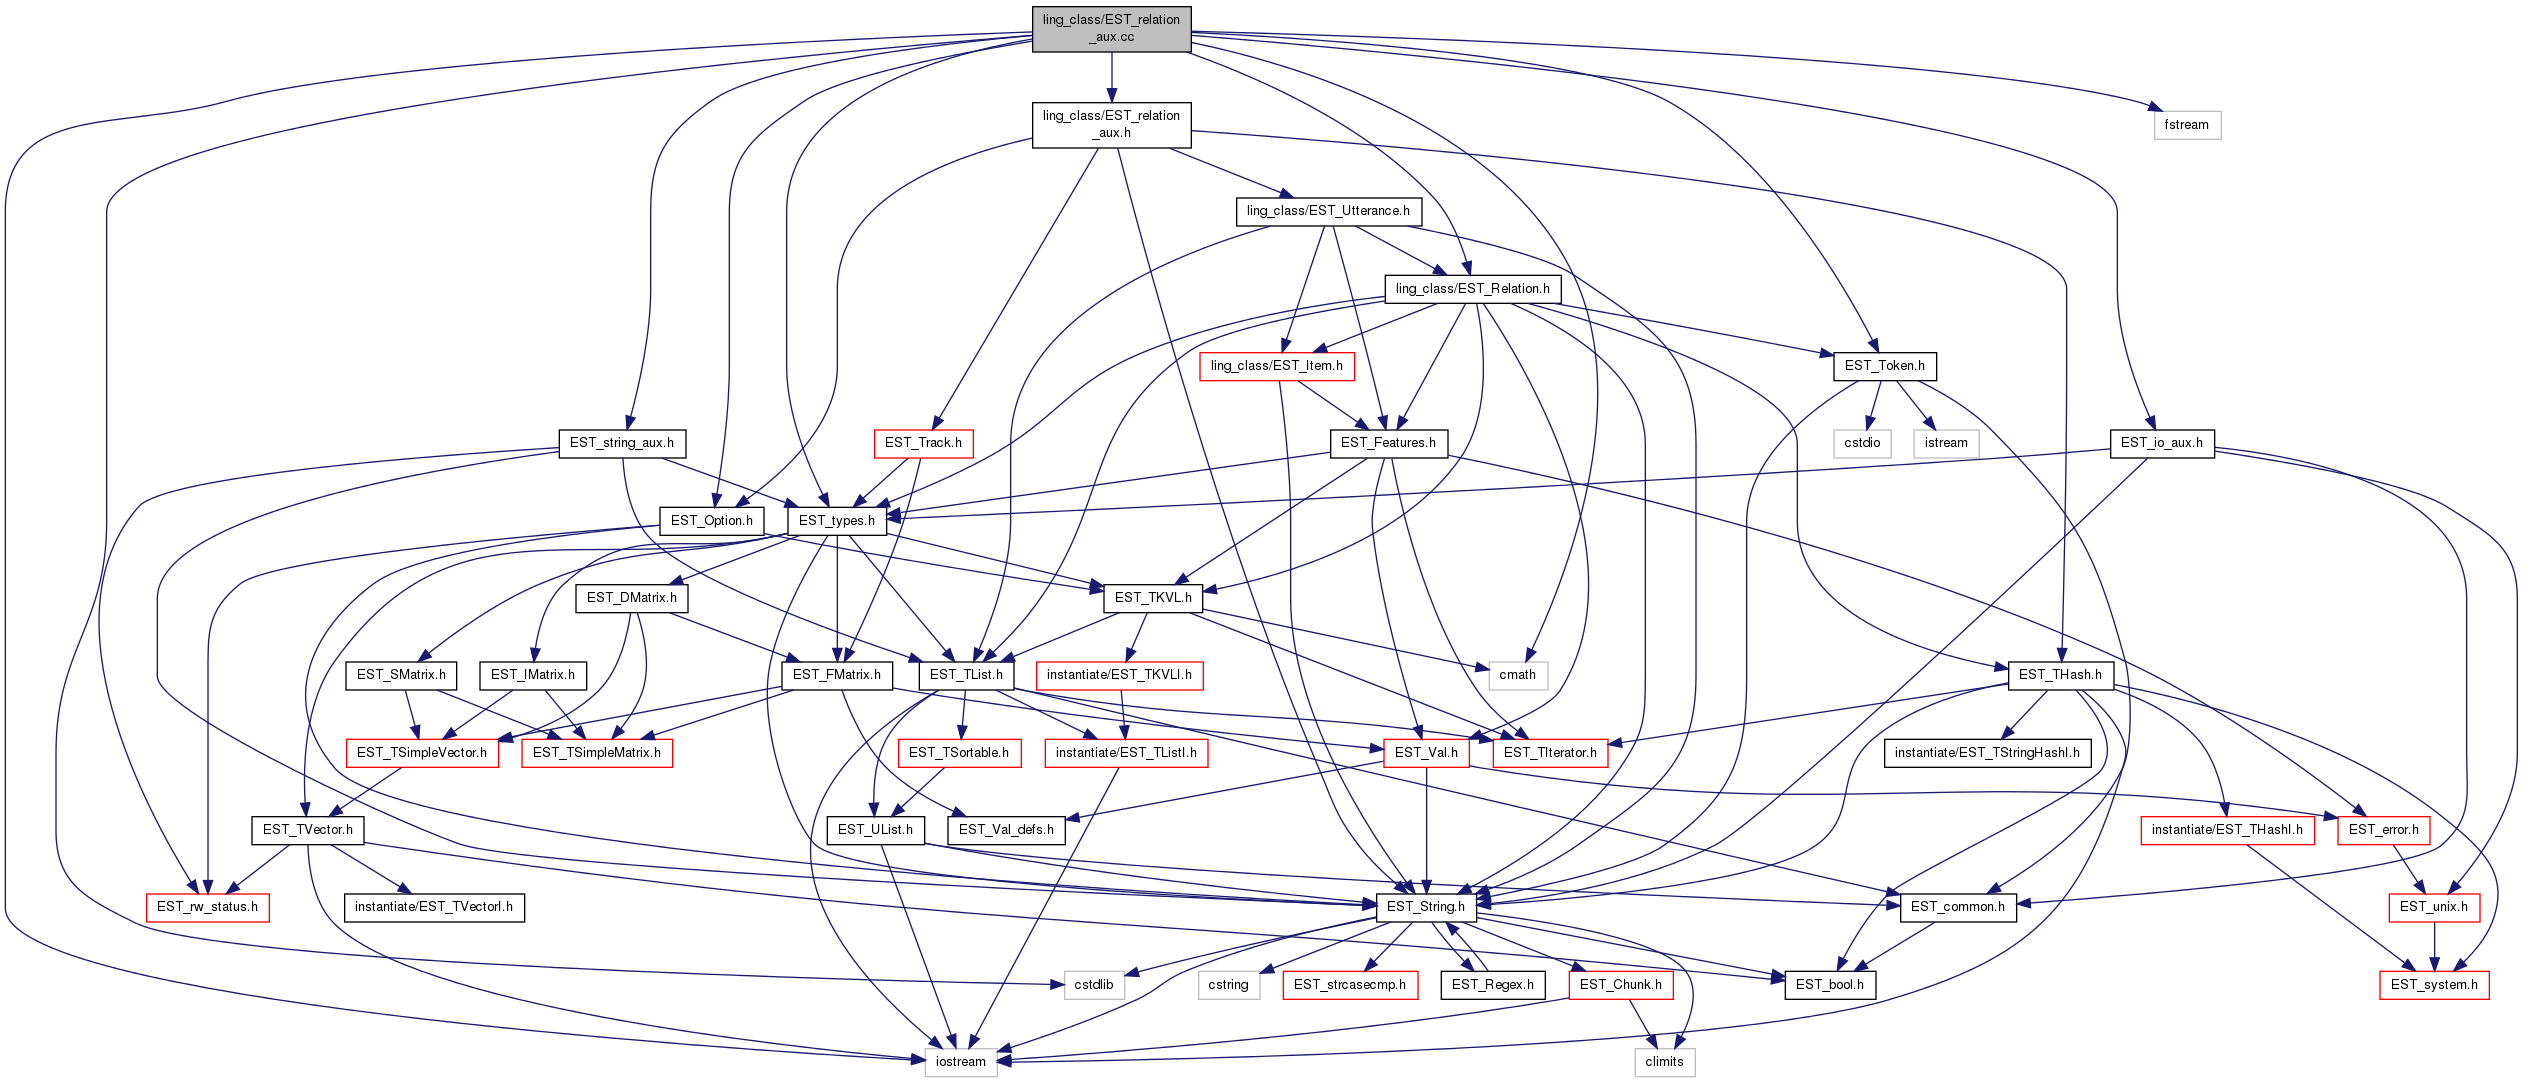 ling_class/EST_relation
_aux.cc
ling_class/EST_relation
_aux.h
fstream
ling_class/EST_Utterance.h
ling_class/EST_Relation.h
ling_class/EST_Item.h
EST_Token.h
EST_string_aux.h
EST_Track.h
EST_Features.h
cstdio
istream
EST_io_aux.h
EST_Option.h
EST_types.h
EST_DMatrix.h
EST_TKVL.h
EST_SMatrix.h
EST_IMatrix.h
EST_FMatrix.h
EST_TList.h
instantiate/EST_TKVLI.h
cmath
EST_THash.h
EST_TSimpleVector.h
EST_TSimpleMatrix.h
EST_TSortable.h
instantiate/EST_TListI.h
EST_Val.h
EST_TIterator.h
instantiate/EST_TStringHashI.h
EST_TVector.h
EST_UList.h
EST_Val_defs.h
instantiate/EST_THashI.h
EST_error.h
EST_rw_status.h
instantiate/EST_TVectorI.h
EST_String.h
EST_common.h
EST_unix.h
cstdlib
cstring
EST_strcasecmp.h
EST_Regex.h
EST_Chunk.h
EST_bool.h
EST_system.h
iostream
climits